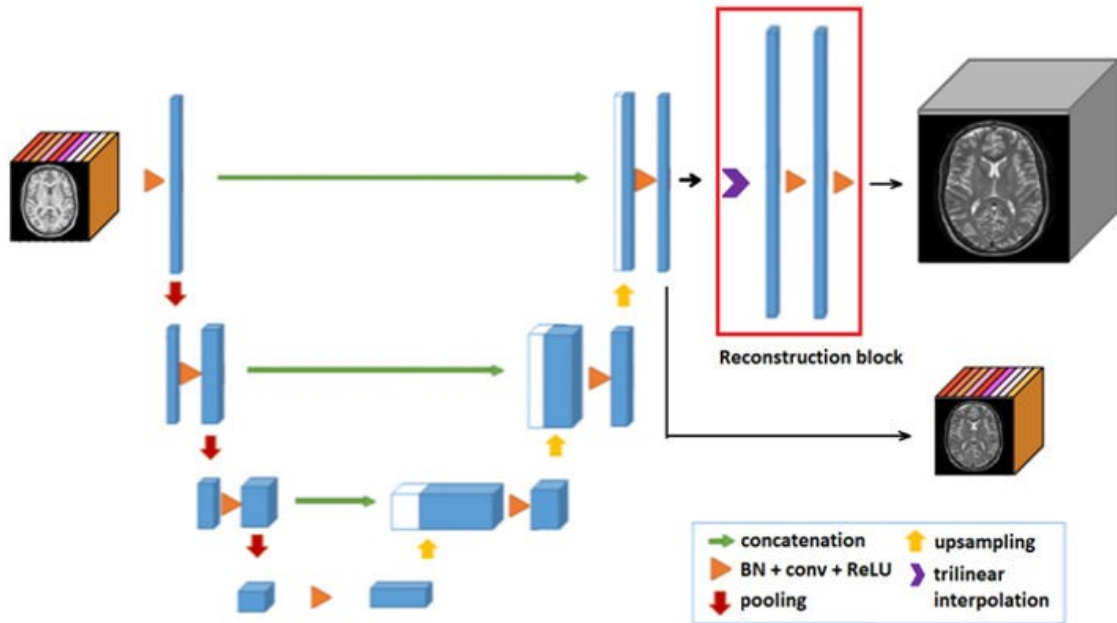 Reconstruction block
concatenation
BN + conv + ReLU
pooling
upsampling
trilinear
interpolation